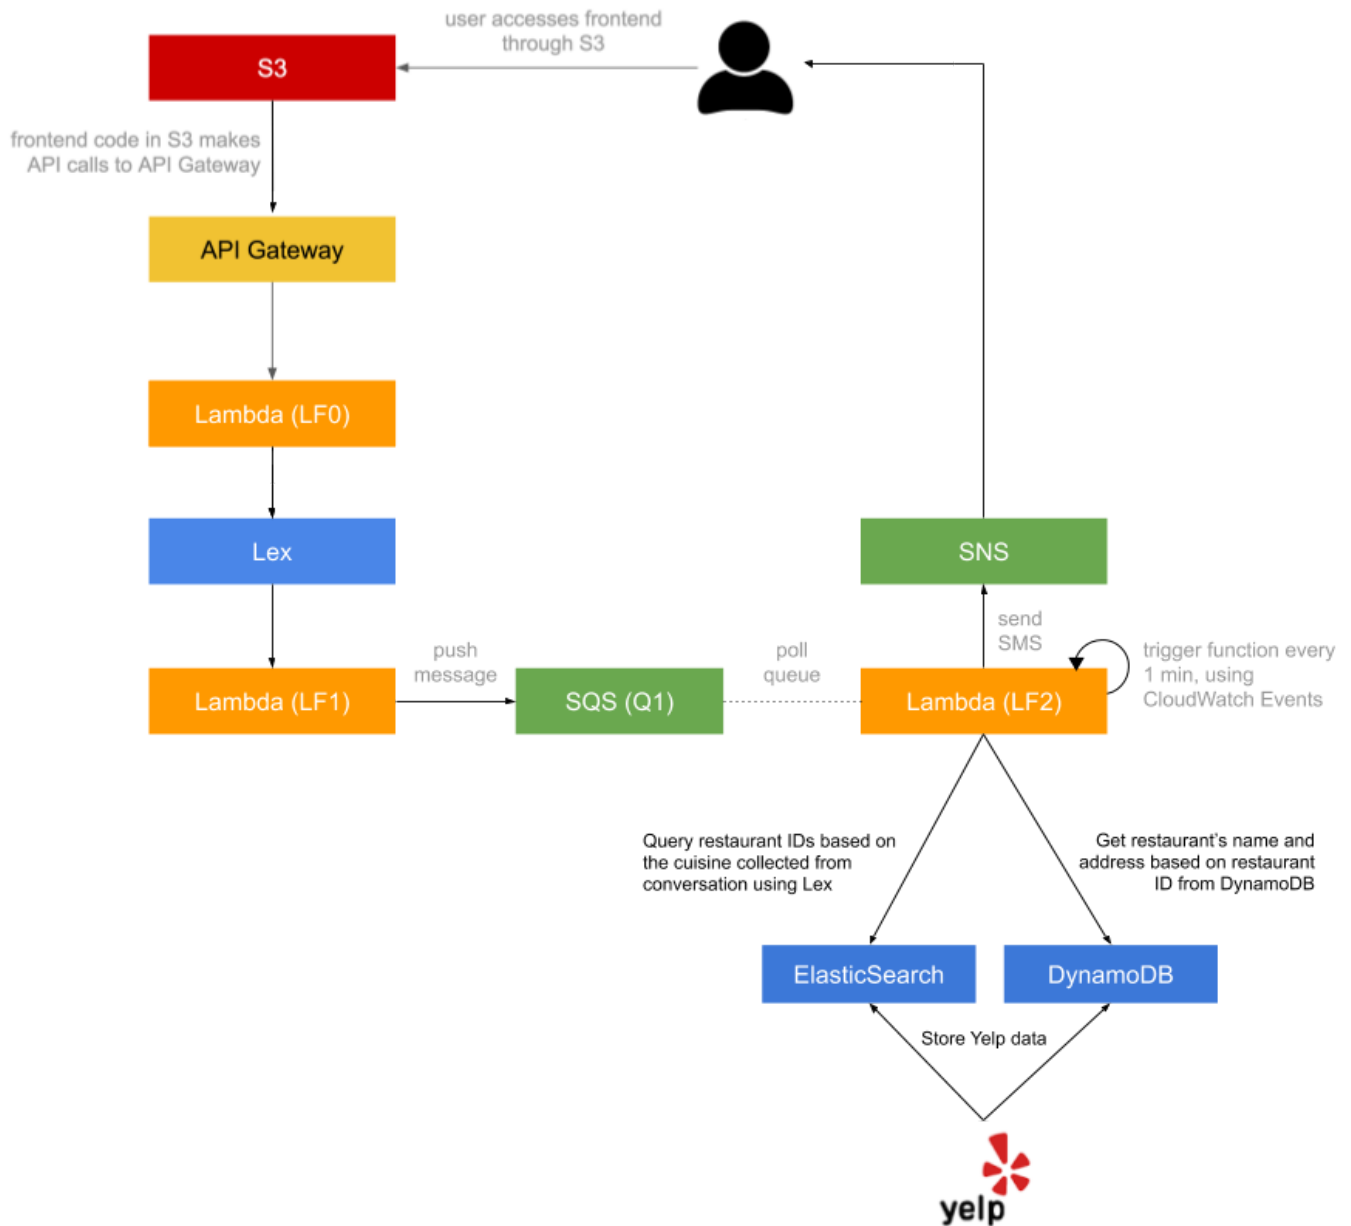 user accesses frontend
through S3
S3
frontend code in S3 makes
API calls to API Gateway
API Gateway
Lambda (LF0)
Lex
SNS
send
SMS
push
message
poll
queue
trigger function every
1 min, using
CloudWatch Events
Lambda (LF1)
SQS (Q1)
Lambda (LF2)
Query restaurant IDs based on
the cuisine collected from
conversation using Lex
Get restaurant's name and
address based on restaurant
ID from DynamoDB
ElasticSearch
DynamoDB
Store Yelp data
yelp